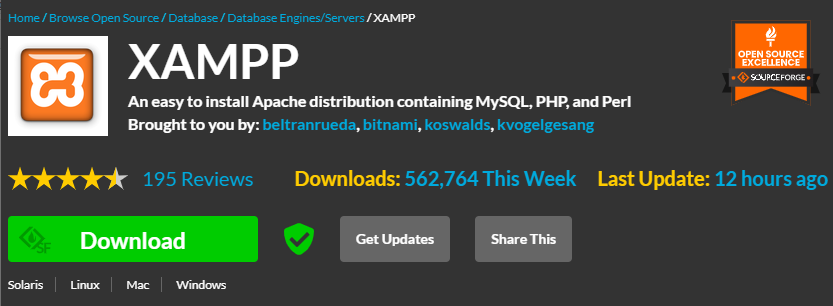 Home / Browse Open Source / Database / Database Engines/Servers / XAMPP
XAMPP
An easy to install Apache distribution containing MySQL, PHP, and Perl
Brought to you by: beltranrueda, bitnami, koswalds, kvogelgesang
OPEN SOURCE
EXCELLENCE
SOURCEFORGE
195 Reviews
Downloads: 562,764 This Week
Last Update: 12 hours ago
SF
Download
Get Updates
Share This
Solaris
Linux
Mac
Windows